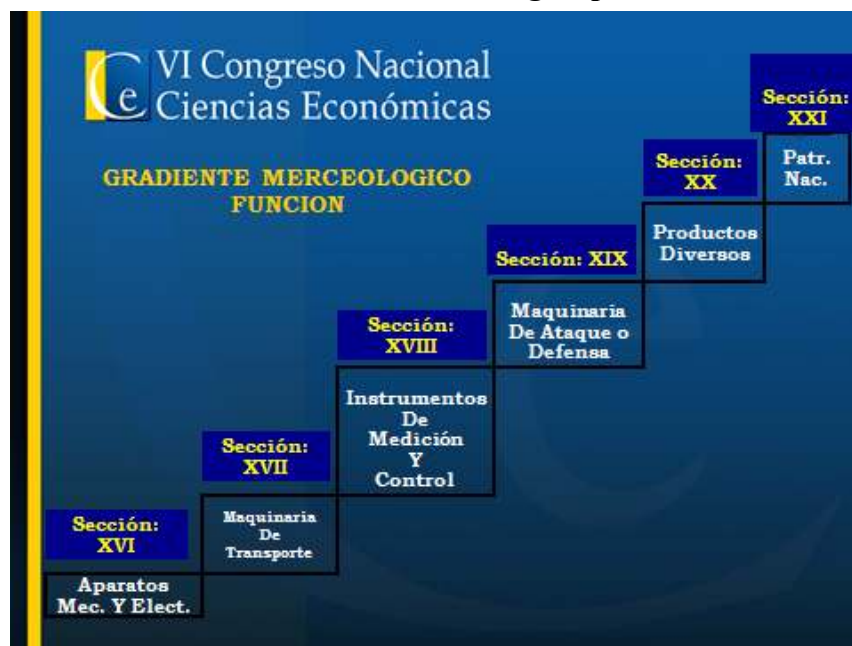 VI Congreso Nacional
Ce Ciencias Económicas
GRADIENTE MERCEOLOGICO
FUNCION
Sección:
XVI
Aparatos
Mec. Y Elect.
Sección:
XVII
Maquinaria
De
Transporte
Sección:
XVIII
Instrumentos
De
Medición
Y
Control
Sección: XIX
Maquinaria
De Ataque o
Defensa
Sección:
XX
Productos
Diversos
Sección:
XXI
Patr.
Nac.